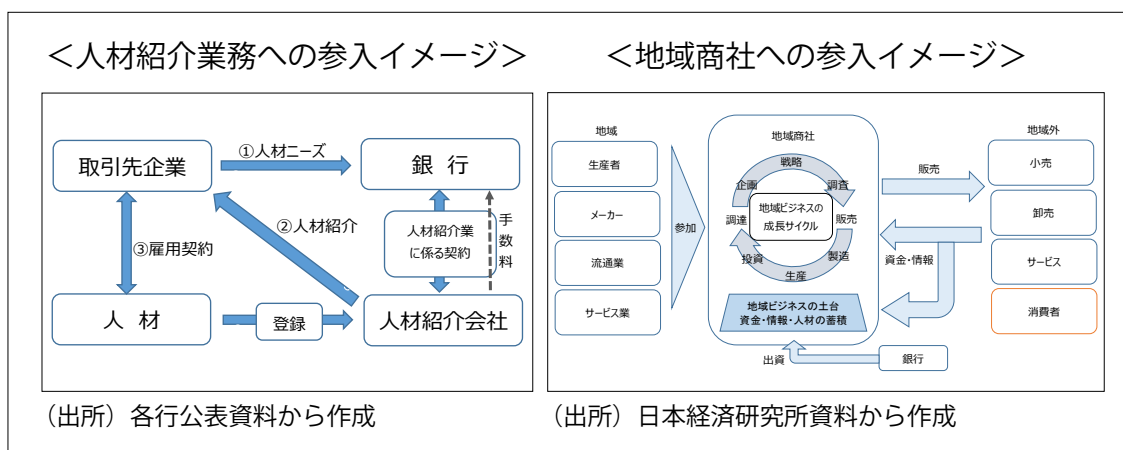 <人材紹介業務への参入イメージ>
取引先企業
①人材ニーズ
銀行
②人材紹介
③雇用契約
人材紹介業
に係る契約
手数料
人材
登録
人材紹介会社
(出所)各行公表資料から作成
<地域商社への参入イメージ>
地域
生産者
メーカー
流通業
サービス業
参加
地域商社
戦略
企画
調査
地域ビジネスの
成長サイクル
調達
販売
投資
製造
生産
地域ビジネスの土台
資金・情報・人材の蓄積
出資
銀行
販売
資金・情報
地域外
小売
卸売
サービス
消費者
(出所)日本経済研究所資料から作成